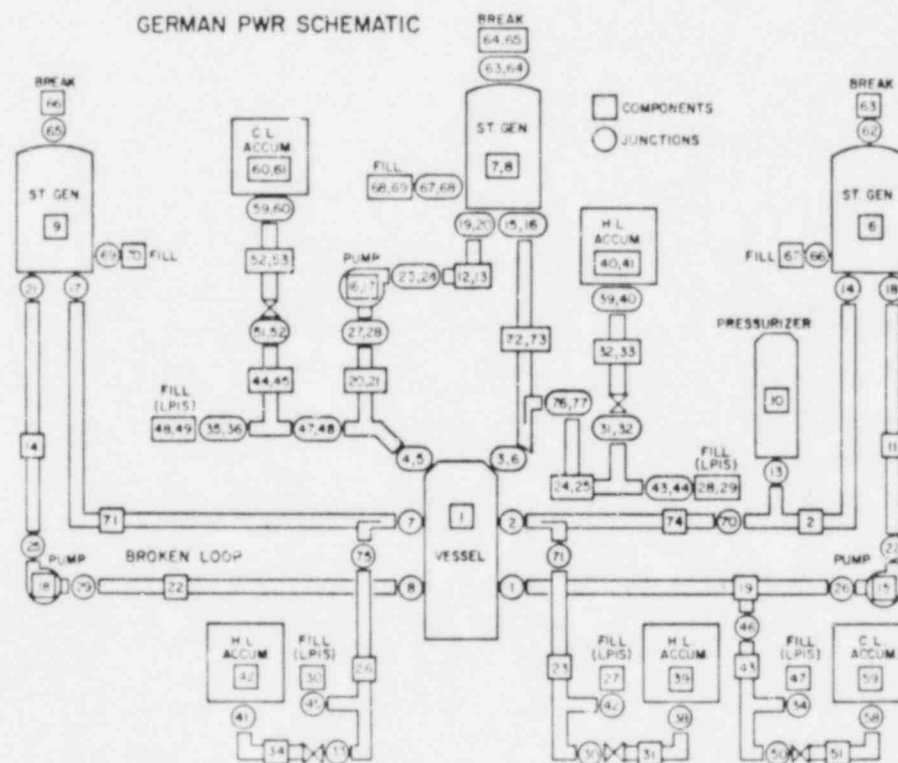 GERMAN PWR SCHEMATIC
BREAK
64,65
63,64
BREAK
66
65
BREAK
63
62
COMPONENTS
JUNCTIONS
C.L.
ACCUM
60,61
ST. GEN
7,8
FILL
68,69
67,68
59,60
19,20
15,16
ST. GEN
9
69
70
FILL
ST. GEN
6
FILL
67
66
H.L.
ACCUM.
40,41
39,40
52,53
PUMP
16,17
23,24
12,13
21
17
14
18
51,52
27,28
72,73
32,33
PRESSURIZER
10
44,45
20,21
31,32
FILL
(LPIS)
48,49
35,36
47,48
76,77
4,5
3,6
24,25
43,44
FILL
(LPIS)
28,29
13
14
11
71
7
1
VESSEL
2
74
70
2
25
PUMP
18
29
BROKEN LOOP
22
75
8
1
71
19
26
PUMP
15
22
46
H.L.
ACCUM
42
FILL
(LPIS)
30
45
26
23
FILL
(LPIS)
27
42
H.L.
ACCUM.
39
43
FILL
(LPIS)
47
34
C.L.
ACCUM
59
41
34
33
30
31
38
50
51
58